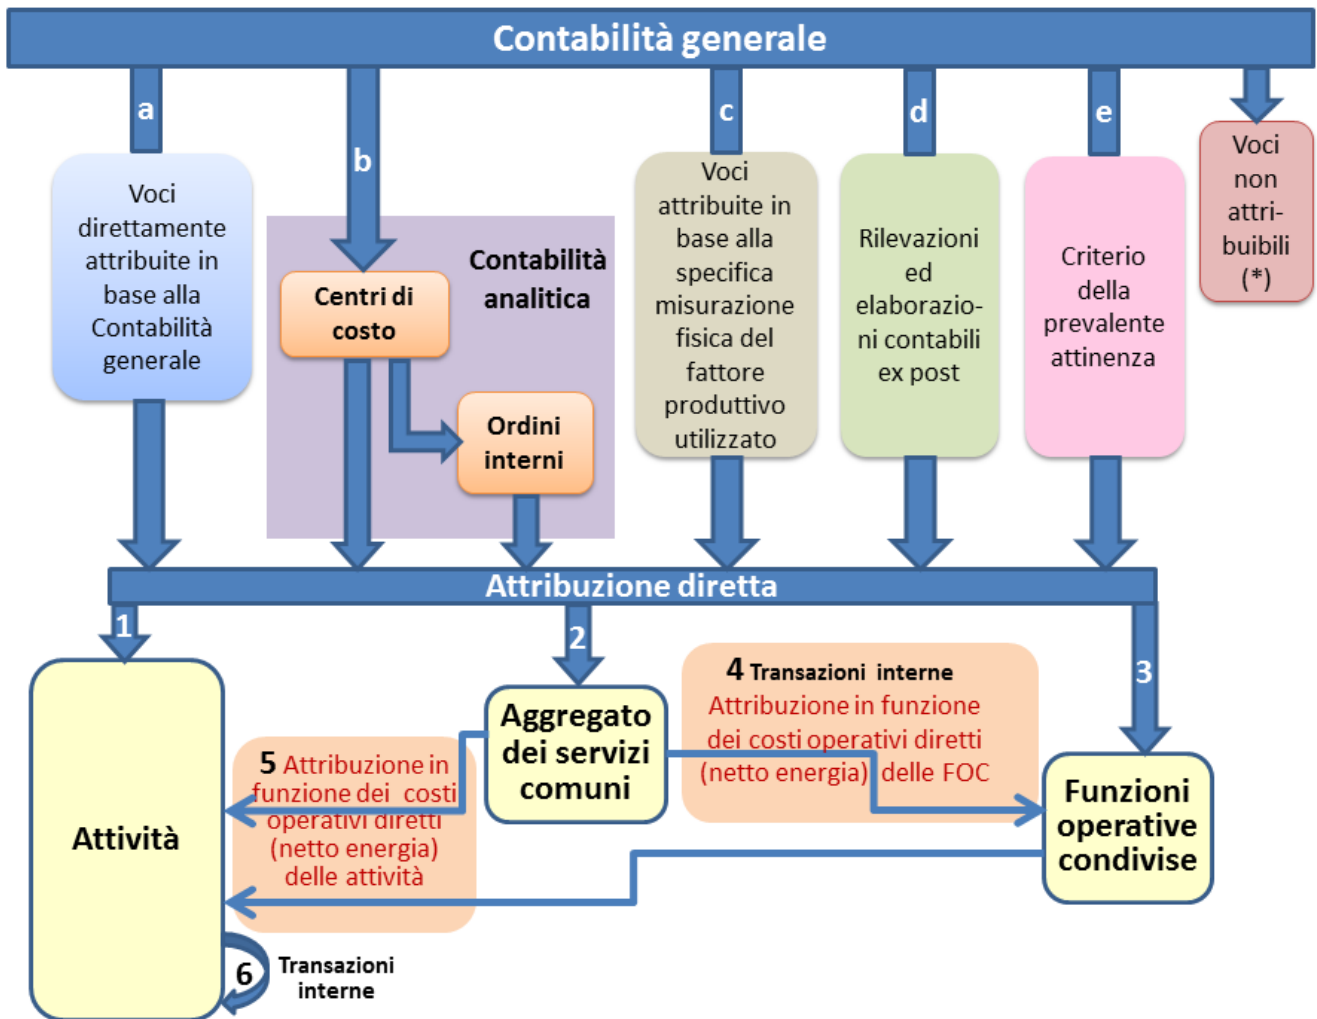 Contabilità generale
a
b
c
d
e
Voci
direttamente
attribuite in
base alla
Contabilità
generale
Contabilità
analitica
Centri di
costo
Ordini
interni
Voci
attribuite in
base alla
specifica
misurazione
fisica del
fattore
produttivo
utilizzato
Rilevazioni
ed
elaborazio-
ni contabili
ex post
Criterio
della
prevalente
attinenza
Voci
non
attri-
buibili
(*)
Attribuzione diretta
1
2
3
4 Transazioni interne
Attribuzione in funzione
dei costi operativi diretti
(netto energia) delle FOC
Aggregato
dei servizi
comuni
5 Attribuzione in
funzione dei costi
operativi diretti
(netto energia)
delle attività
Attività
Funzioni
operative
condivise
6
Transazioni
interne